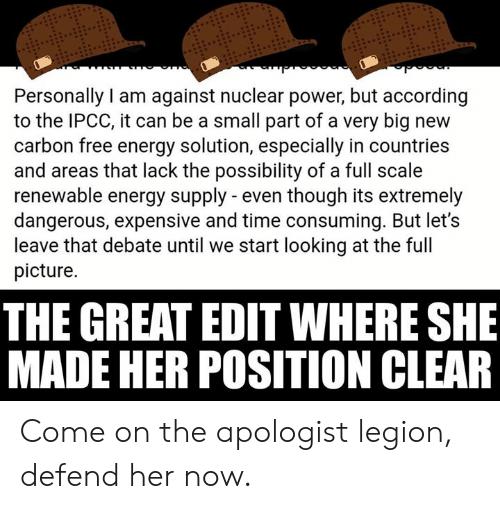 Personally I am against nuclear power, but according
to the IPCC, it can be a small part of a very big new
carbon free energy solution, especially in countries
and areas that lack the possibility of a full scale
renewable energy supply - even though its extremely
dangerous, expensive and time consuming. But let's
leave that debate until we start looking at the full
picture.
THE GREAT EDIT WHERE SHE
MADE HER POSITION CLEAR
Come on the apologist legion,
defend her now.